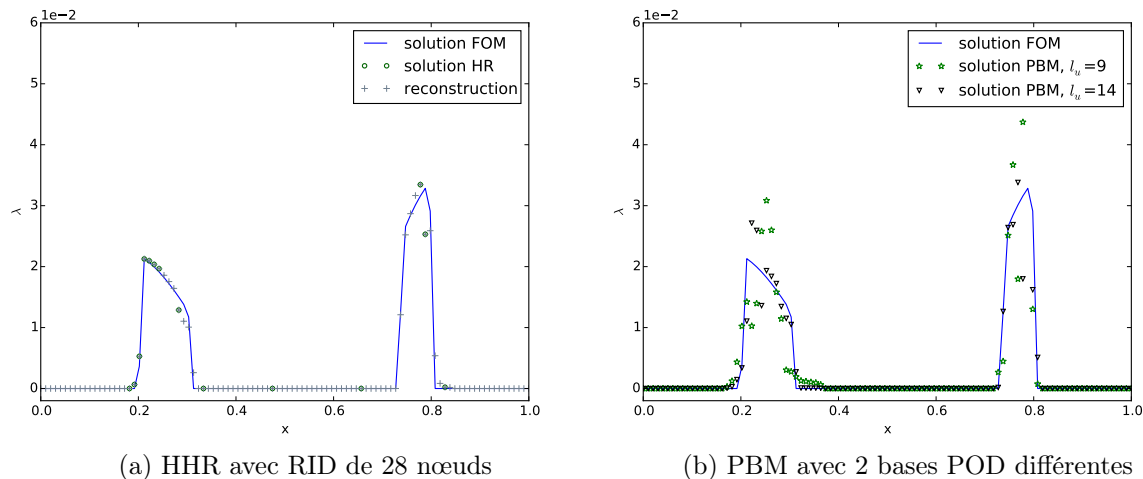 1e−2
6
5
4
3
2
1
0
λ
0.0 0.2 0.4 0.6 0.8 1.0
x
solution FOM
solution HR
reconstruction
(a) HHR avec RID de 28 nœuds
1e−2
6
5
4
3
2
1
0
λ
0.0 0.2 0.4 0.6 0.8 1.0
x
solution FOM
solution PBM, l_u=9
solution PBM, l_u=14
(b) PBM avec 2 bases POD différentes